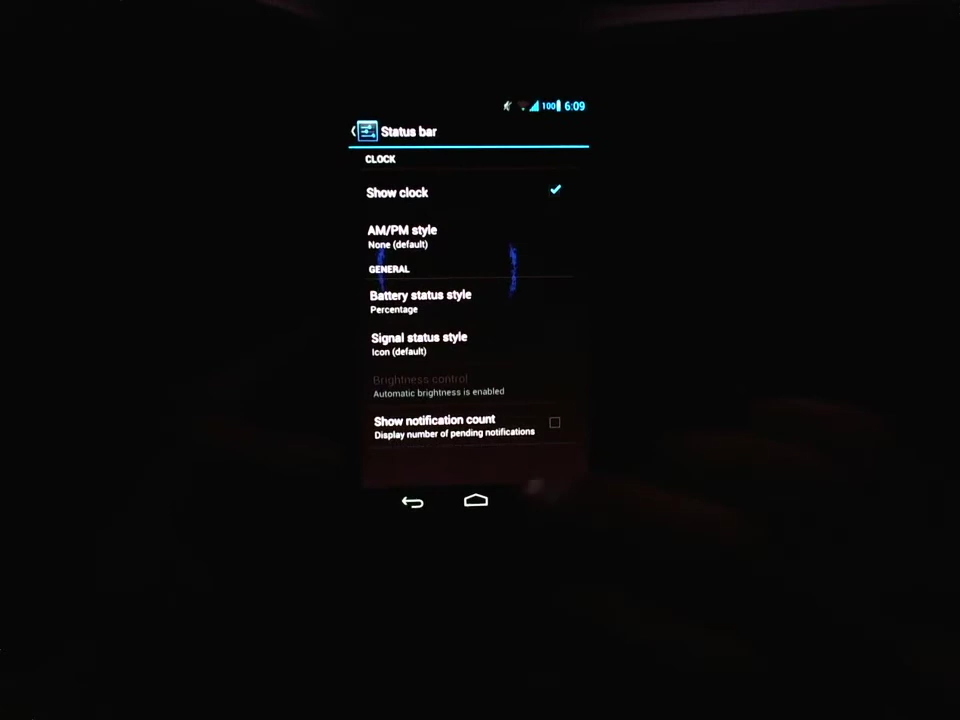 100 6:09
Status bar
CLOCK
Show clock
AM/PM style
None (default)
GENERAL
Battery status style
Percentage
Signal status style
Icon (default)
Brightness control
Automatic brightness is enabled
Show notification count
Display number of pending notifications